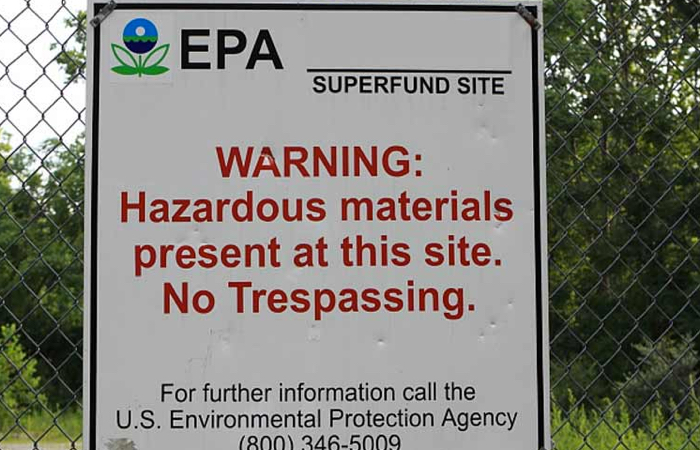 EPA
SUPERFUND SITE
WARNING:
Hazardous materials
present at this site.
No Trespassing.
For further information call the
U.S. Environmental Protection Agency
(800) 346-5009